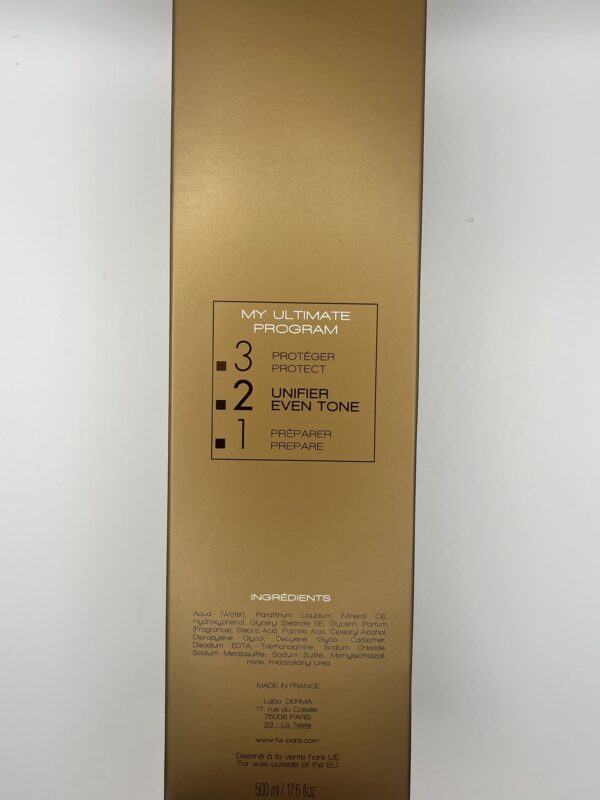 MY ULTIMATE
PROGRAM
3 PROTÉGER
PROTECT
2 UNIFIER
EVEN TONE
1 PRÉPARER
PREPARE
INGRÉDIENTS
Aqua (Water), Paraffinum Liquidum (Mineral Oil),
Hydroxyphenol, Glyceryl Stearate SE, Glycerin, Parfum
(Fragrance), Stearic Acid, Palmitic Acid, Cetearyl Alcohol,
Dipropylene Glycol, Decylene Glycol, Carbomer,
Disodium EDTA, Triethanolamine, Sodium Chloride,
Sodium Metabisulfite, Sodium Sulfite, Methylisothiazoli-
none, Imidazolidinyl Urea.
MADE IN FRANCE
Labo. DERMA
17, rue du Colisée
75008 PARIS
33 - La Teste
Destiné à la vente hors UE
For sale outside of the EU
500 ml / 17.6 fl.oz